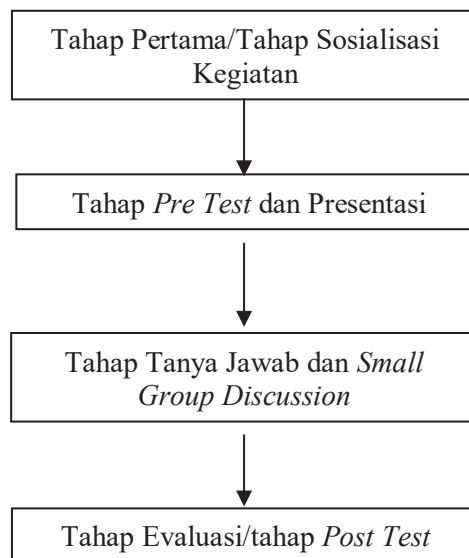 Tahap Pertama/Tahap Sosialisasi
Kegiatan
Tahap Pre Test dan Presentasi
Tahap Tanya Jawab dan Small
Group Discussion
Tahap Evaluasi/tahap Post Test